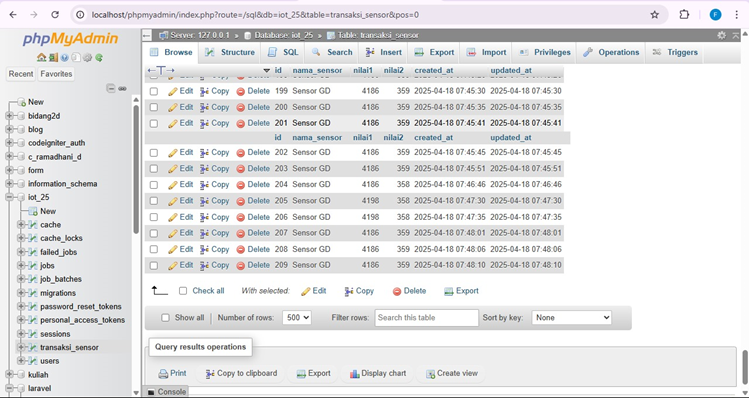 localhost/phpmyadmin/index.php?route=/sql&db=iot_25&table=transaksi_sensor&pos=0
F
phpMyAdmin
Recent Favorites
New
bidang2d
blog
codeigniter_auth
c_ramadhani_d
form
information_schema
iot_25
New
cache
cache_locks
failed_jobs
jobs
job_batches
migrations
password_reset_tokens
personal_access_tokens
sessions
transaksi_sensor
users
kuliah
laravel
Server: 127.0.0.1 » Database: iot_25 » Table: transaksi_sensor
Browse Structure SQL Search Insert Export Import Privileges Operations Triggers
id nama_sensor nilai1 nilai2 created_at updated_at
Edit Copy Delete 199 Sensor GD 4186 359 2025-04-18 07:45:30 2025-04-18 07:45:30
Edit Copy Delete 200 Sensor GD 4186 359 2025-04-18 07:45:35 2025-04-18 07:45:35
Edit Copy Delete 201 Sensor GD 4186 359 2025-04-18 07:45:41 2025-04-18 07:45:41
id nama_sensor nilai1 nilai2 created_at updated_at
Edit Copy Delete 202 Sensor GD 4186 359 2025-04-18 07:45:45 2025-04-18 07:45:45
Edit Copy Delete 203 Sensor GD 4186 359 2025-04-18 07:45:51 2025-04-18 07:45:51
Edit Copy Delete 204 Sensor GD 4186 358 2025-04-18 07:46:46 2025-04-18 07:46:46
Edit Copy Delete 205 Sensor GD 4198 358 2025-04-18 07:47:30 2025-04-18 07:47:30
Edit Copy Delete 206 Sensor GD 4198 358 2025-04-18 07:47:35 2025-04-18 07:47:35
Edit Copy Delete 207 Sensor GD 4186 359 2025-04-18 07:48:01 2025-04-18 07:48:01
Edit Copy Delete 208 Sensor GD 4186 359 2025-04-18 07:48:06 2025-04-18 07:48:06
Edit Copy Delete 209 Sensor GD 4186 359 2025-04-18 07:48:10 2025-04-18 07:48:10
Check all With selected: Edit Copy Delete Export
Show all Number of rows: 500 Filter rows: Search this table Sort by key: None
Query results operations
Print Copy to clipboard Export Display chart Create view
Console